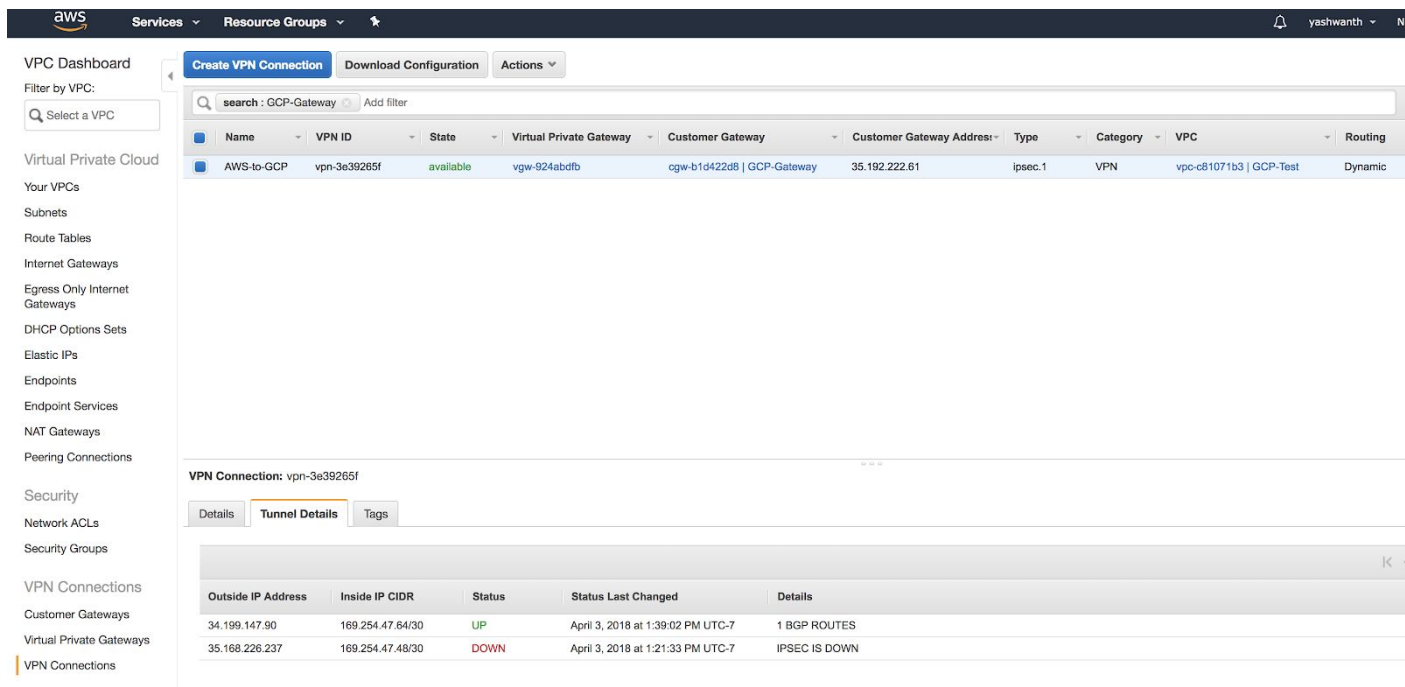 aws Services Resource Groups yashwanth N
VPC Dashboard
Filter by VPC:
Select a VPC
Virtual Private Cloud
Your VPCs
Subnets
Route Tables
Internet Gateways
Egress Only Internet
Gateways
DHCP Options Sets
Elastic IPs
Endpoints
Endpoint Services
NAT Gateways
Peering Connections
Security
Network ACLs
Security Groups
VPN Connections
Customer Gateways
Virtual Private Gateways
VPN Connections
Create VPN Connection Download Configuration Actions
search : GCP-Gateway Add filter
Name VPN ID State Virtual Private Gateway Customer Gateway Customer Gateway Address Type Category VPC Routing
AWS-to-GCP vpn-3e39265f available vgw-924abdfb cgw-b1d422d8 | GCP-Gateway 35.192.222.61 ipsec.1 VPN vpc-c81071b3 | GCP-Test Dynamic
VPN Connection: vpn-3e39265f
Details Tunnel Details Tags
Outside IP Address Inside IP CIDR Status Status Last Changed Details
34.199.147.90 169.254.47.64/30 UP April 3, 2018 at 1:39:02 PM UTC-7 1 BGP ROUTES
35.168.226.237 169.254.47.48/30 DOWN April 3, 2018 at 1:21:33 PM UTC-7 IPSEC IS DOWN